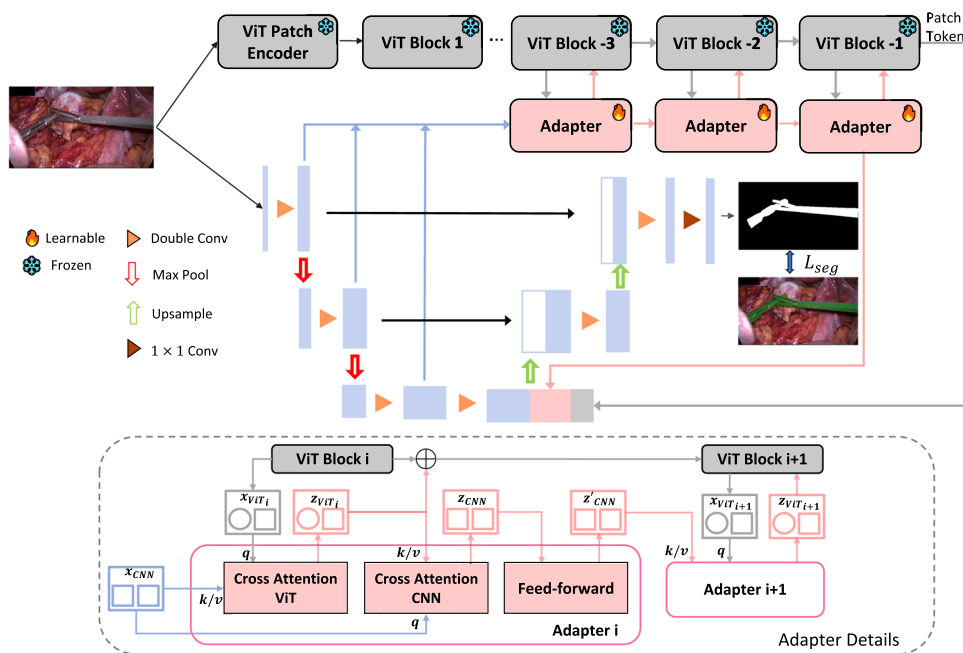 ViT Patch
Encoder
ViT Block 1
...
ViT Block -3
ViT Block -2
ViT Block -1
Patch
Token
Adapter
Adapter
Adapter
Learnable
Frozen
Double Conv
Max Pool
Upsample
1 × 1 Conv
L_seg
ViT Block i
ViT Block i+1
x_ViT_i
z_ViT_i
z_CNN
z'_CNN
x_ViT_i+1
z_ViT_i+1
q
k/v
k/v
q
x_CNN
k/v
q
Cross Attention
ViT
Cross Attention
CNN
Feed-forward
Adapter i
Adapter i+1
Adapter Details